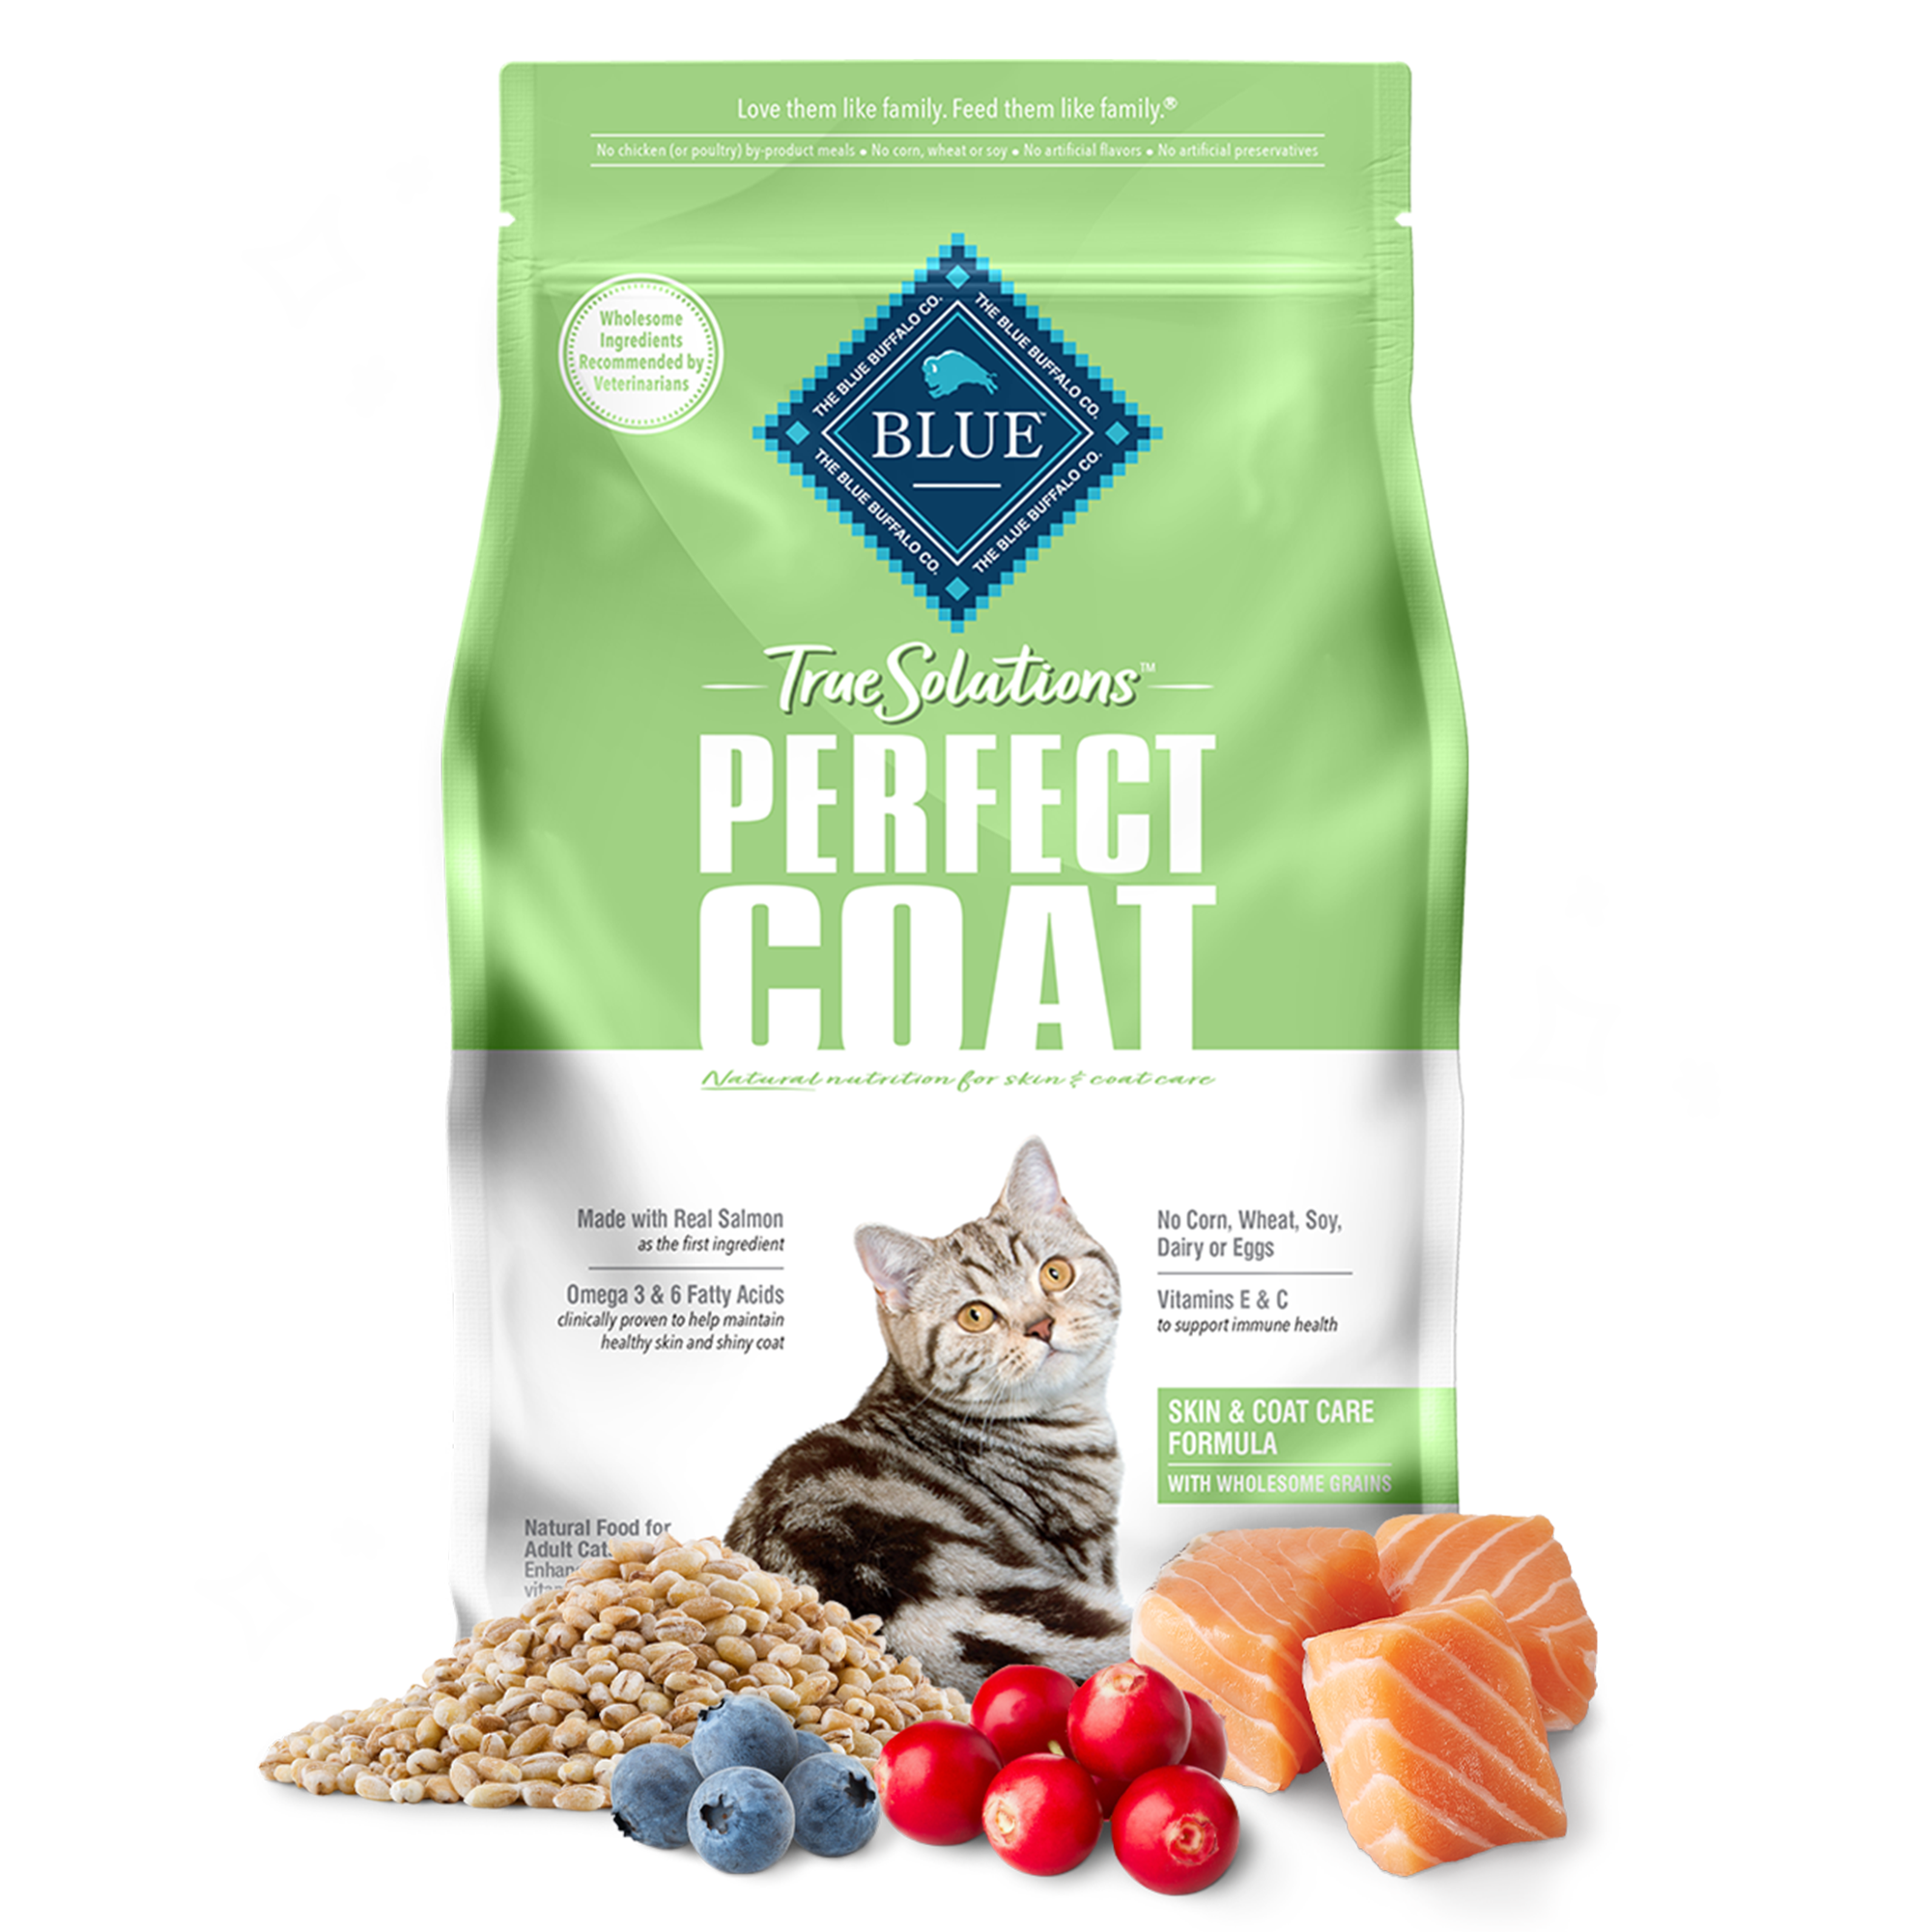 Love them like family. Feed them like family.®
No chicken (or poultry) by-product meals • No corn, wheat or soy • No artificial flavors • No artificial preservatives
Wholesome
Ingredients
Recommended by
Veterinarians
THE BLUE BUFFALO CO.
THE BLUE BUFFALO CO.
BLUE™
THE BLUE BUFFALO CO.
THE BLUE BUFFALO CO.
True Solutions™
PERFECT
COAT
Natural nutrition for skin & coat care
Made with Real Salmon
as the first ingredient
Omega 3 & 6 Fatty Acids
clinically proven to help maintain
healthy skin and shiny coat
No Corn, Wheat, Soy,
Dairy or Eggs
Vitamins E & C
to support immune health
SKIN & COAT CARE
FORMULA
WITH WHOLESOME GRAINS
Natural Food for
Adult